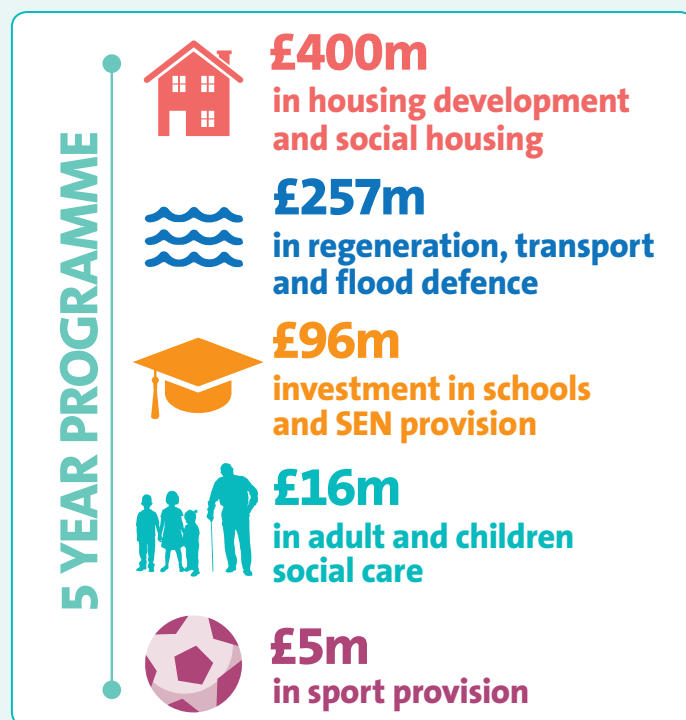 5 YEAR PROGRAMME
£400m
in housing development
and social housing
£257m
in regeneration, transport
and flood defence
£96m
investment in schools
and SEN provision
£16m
in adult and children
social care
£5m
in sport provision